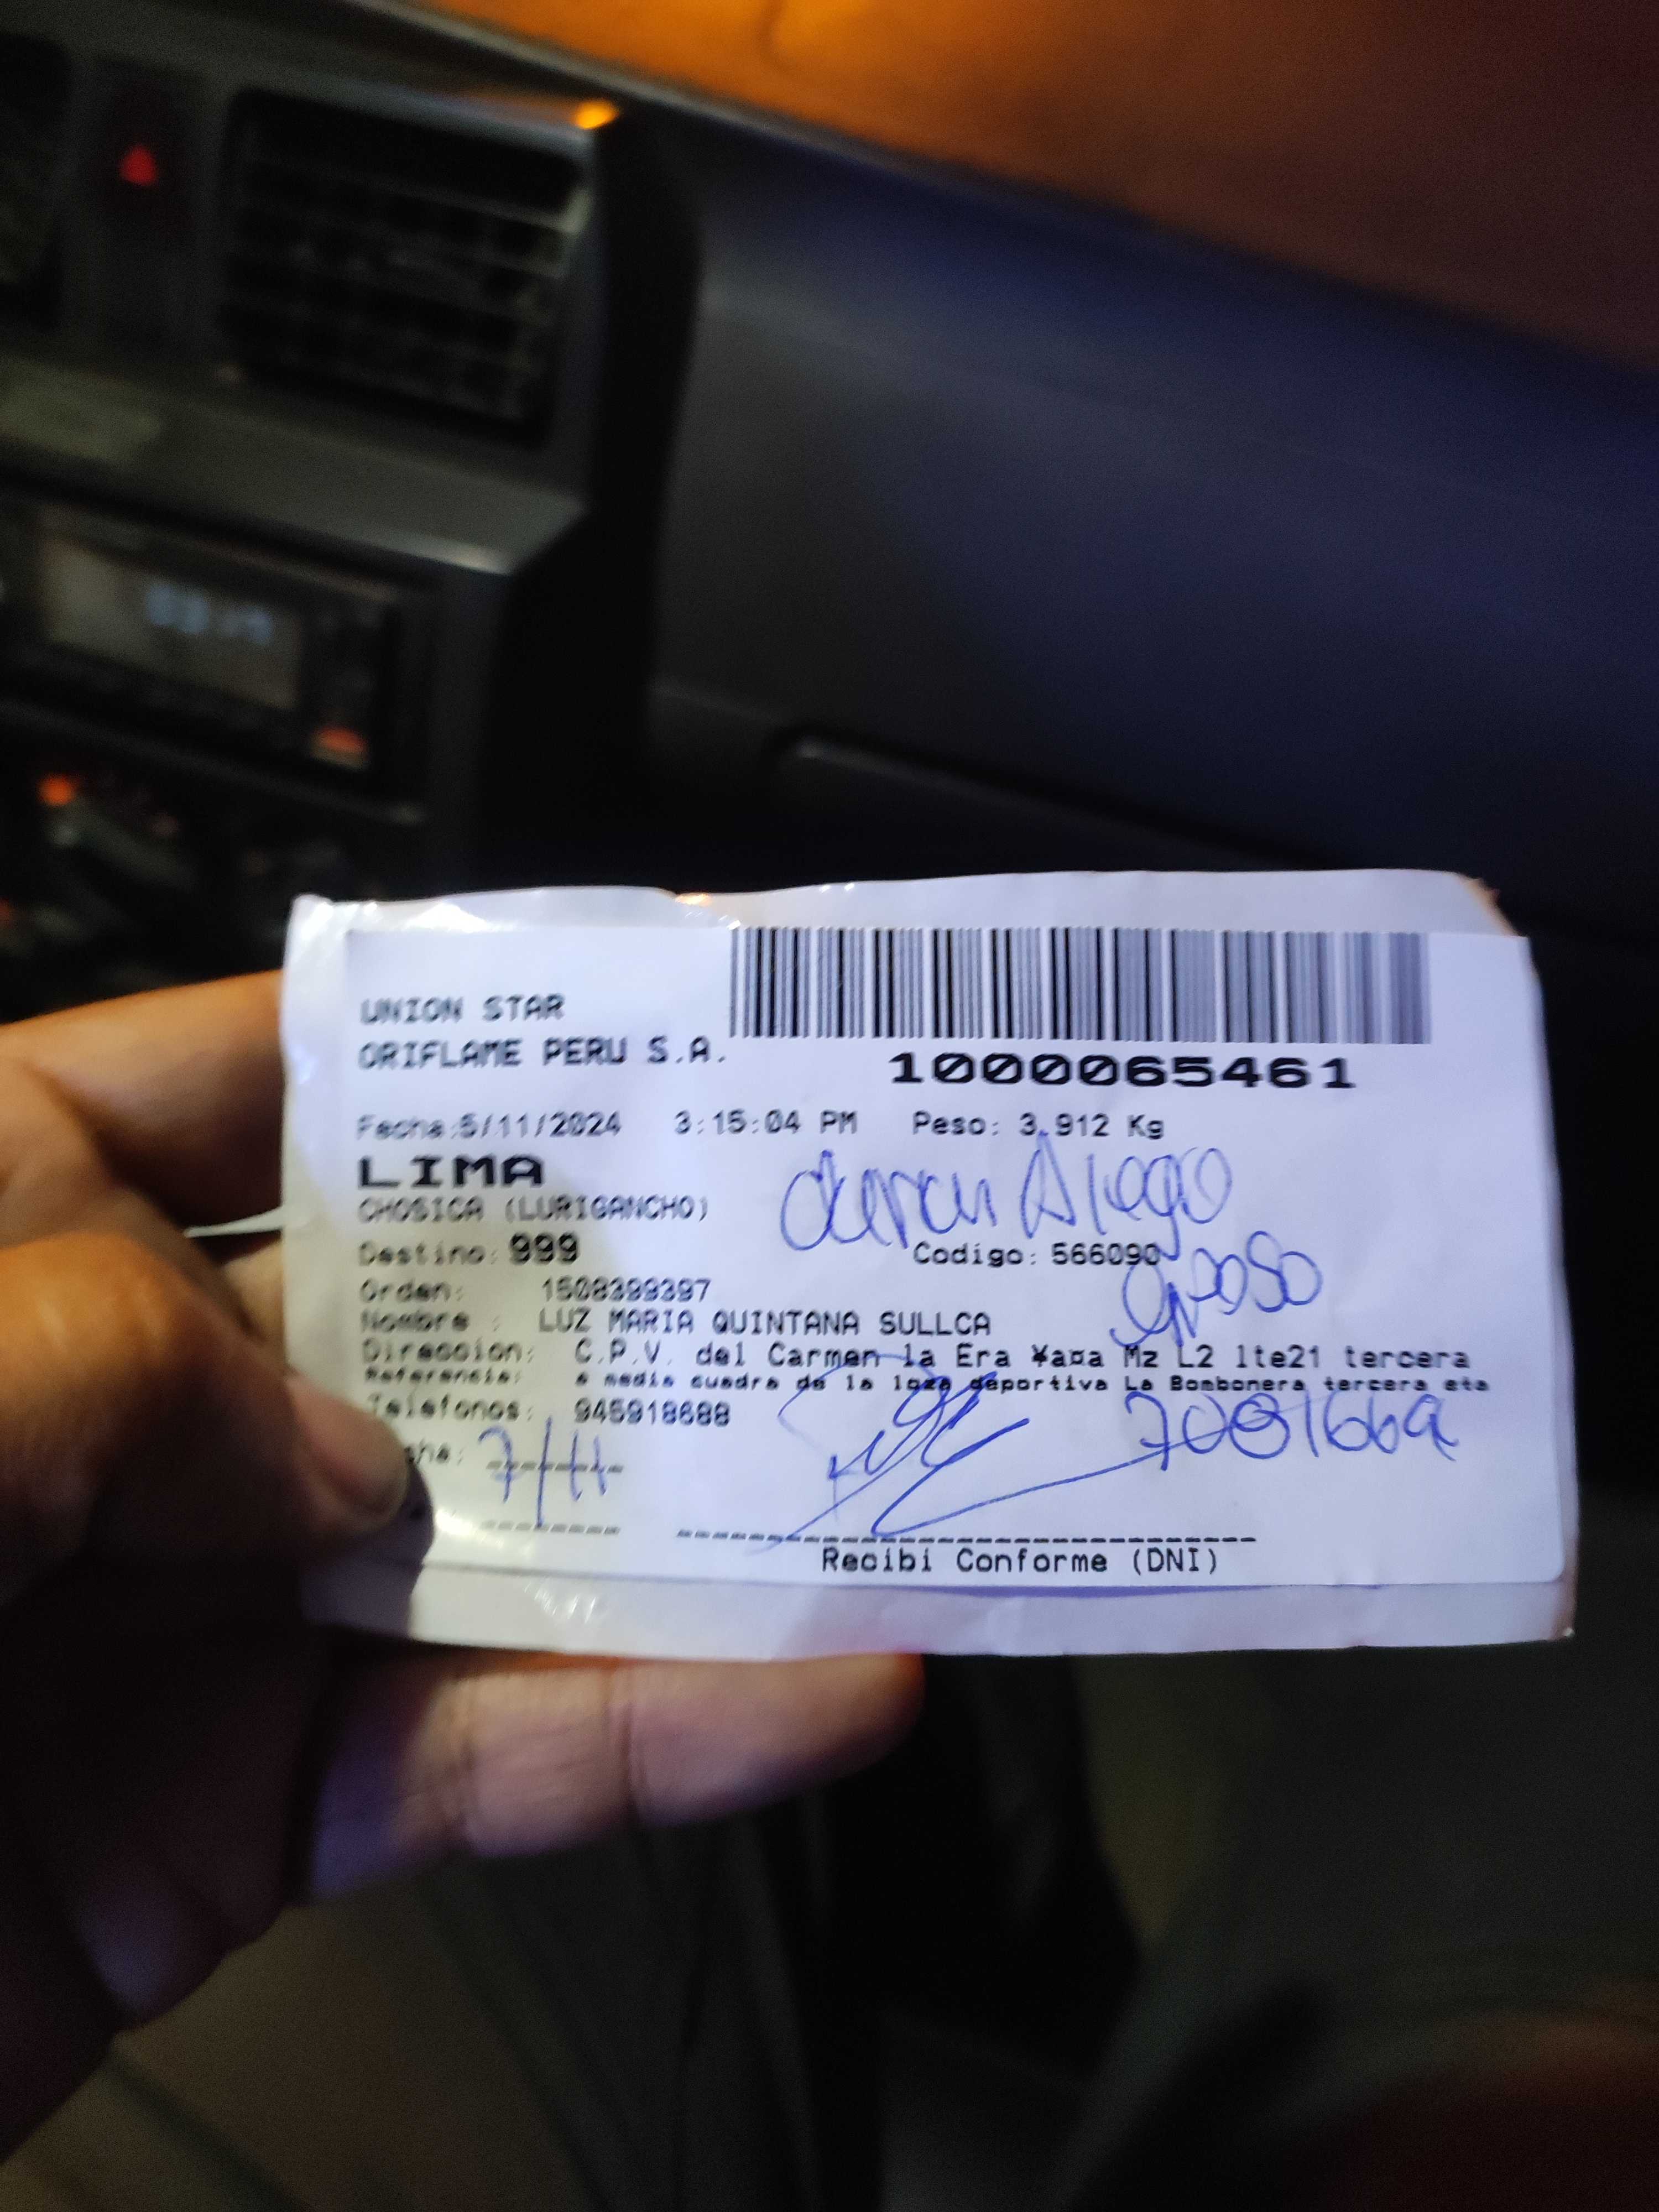 UNION STAR
ORIFLAME PERU S.A.
1000065461
Fecha:5/11/2024 3:15:04 PM Peso: 3.912 Kg
LIMA
CHOSICA (LURIGANCHO)
Destino: 999 Codigo: 566090
Orden: 1508399397
esposo
Nombre : LUZ MARIA QUINTANA SULLCA
Direccion: C.P.V. del Carmen la Era ¥aña Mz L2 lte21 tercera
Referencia: a media cuadra de la loza deportiva La Bombonera tercera eta
Telefonos: 945918688
7/11
Recibi Conforme (DNI)